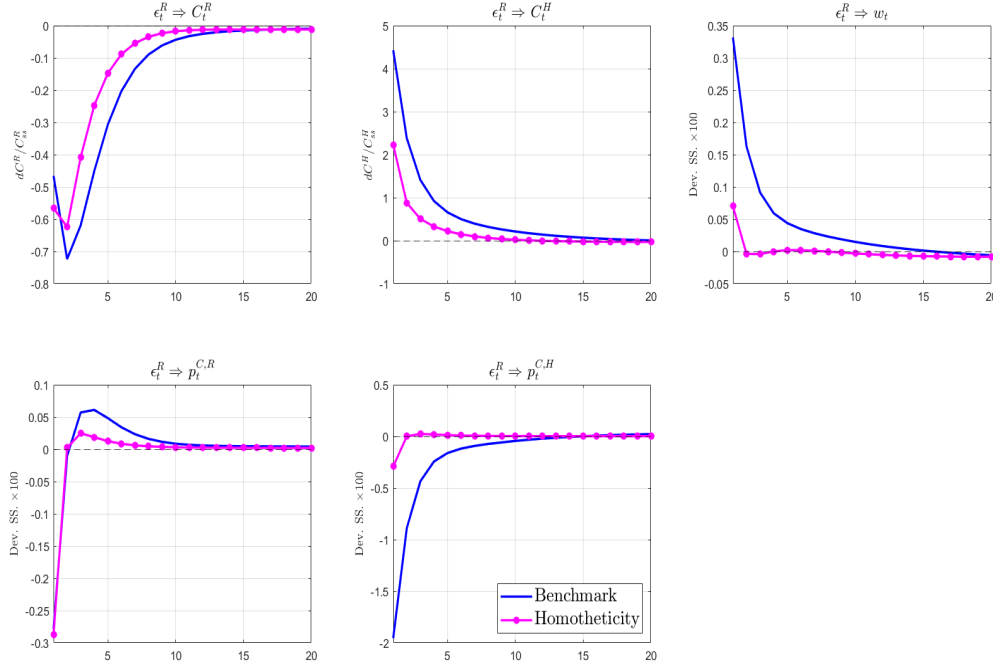 ϵ_t^R ⇒ C_t^R
ϵ_t^R ⇒ C_t^H
ϵ_t^R ⇒ w_t
0
-0.1
-0.2
-0.3
-0.4
-0.5
-0.6
-0.7
-0.8
dC^R/C_{ss}^R
5 10 15 20
5
4
3
2
1
0
-1
dC^H/C_{ss}^H
5 10 15 20
0.35
0.3
0.25
0.2
0.15
0.1
0.05
0
-0.05
Dev. SS. ×100
5 10 15 20
ϵ_t^R ⇒ p_t^{C,R}
ϵ_t^R ⇒ p_t^{C,H}
0.1
0.05
0
-0.05
-0.1
-0.15
-0.2
-0.25
-0.3
Dev. SS. ×100
5 10 15 20
0.5
0
-0.5
-1
-1.5
-2
Dev. SS. ×100
5 10 15 20
Benchmark
Homotheticity